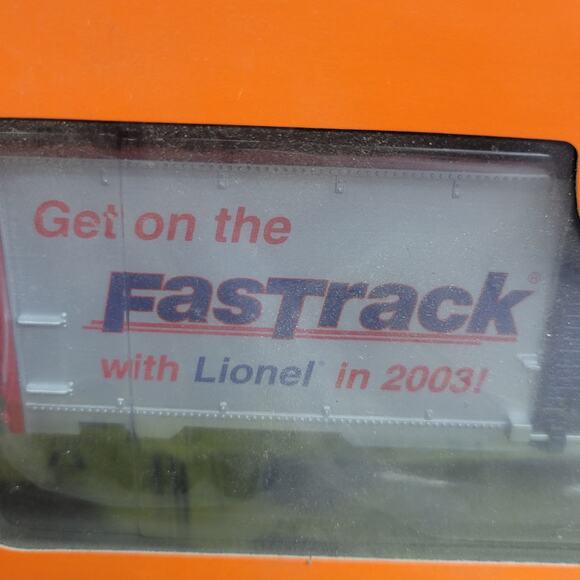 Get on the
FasTrack®
with Lionel® in 2003!